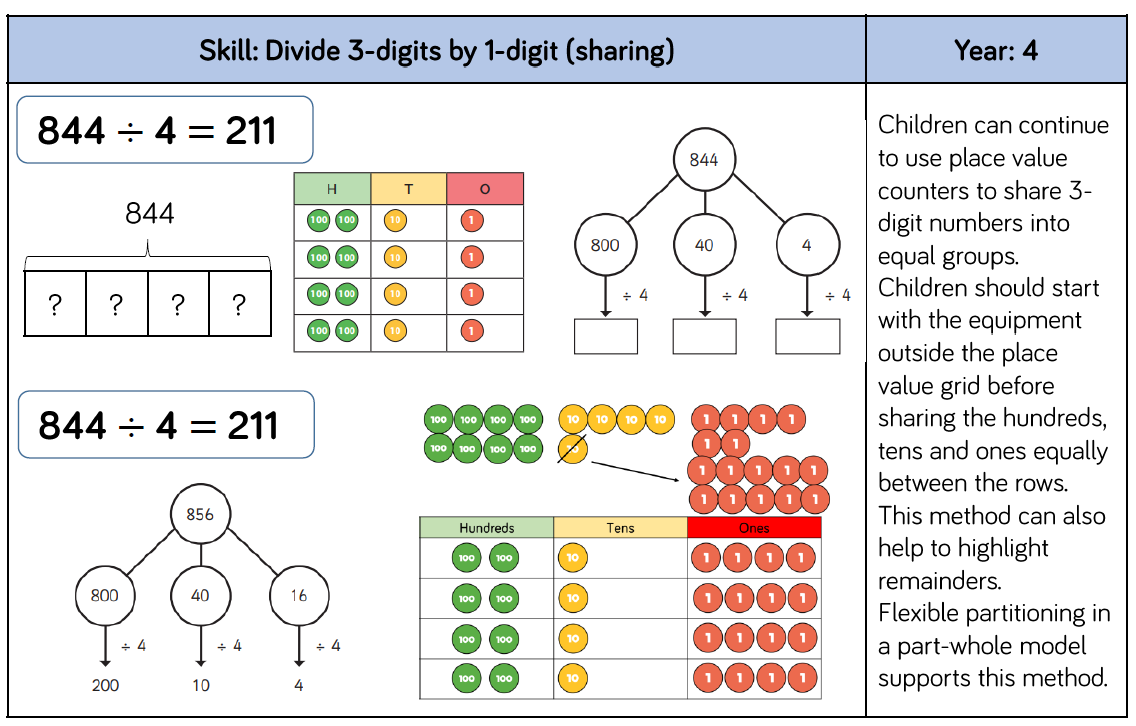 Skill: Divide 3-digits by 1-digit (sharing)
Year: 4
844 ÷ 4 = 211
844
? ? ? ?
H T O
100 100 10 1
100 100 10 1
100 100 10 1
100 100 10 1
844
800 40 4
÷ 4 ÷ 4 ÷ 4
844 ÷ 4 = 211
856
800 40 16
÷ 4 ÷ 4 ÷ 4
200 10 4
100 100 100 100 10 10 10 10 1 1 1 1
100 100 100 100 10 1 1
1 1 1 1 1
1 1 1 1 1
Hundreds Tens Ones
100 100 10 1 1 1 1
100 100 10 1 1 1 1
100 100 10 1 1 1 1
100 100 10 1 1 1 1
Children can continue
to use place value
counters to share 3-
digit numbers into
equal groups.
Children should start
with the equipment
outside the place
value grid before
sharing the hundreds,
tens and ones equally
between the rows.
This method can also
help to highlight
remainders.
Flexible partitioning in
a part-whole model
supports this method.